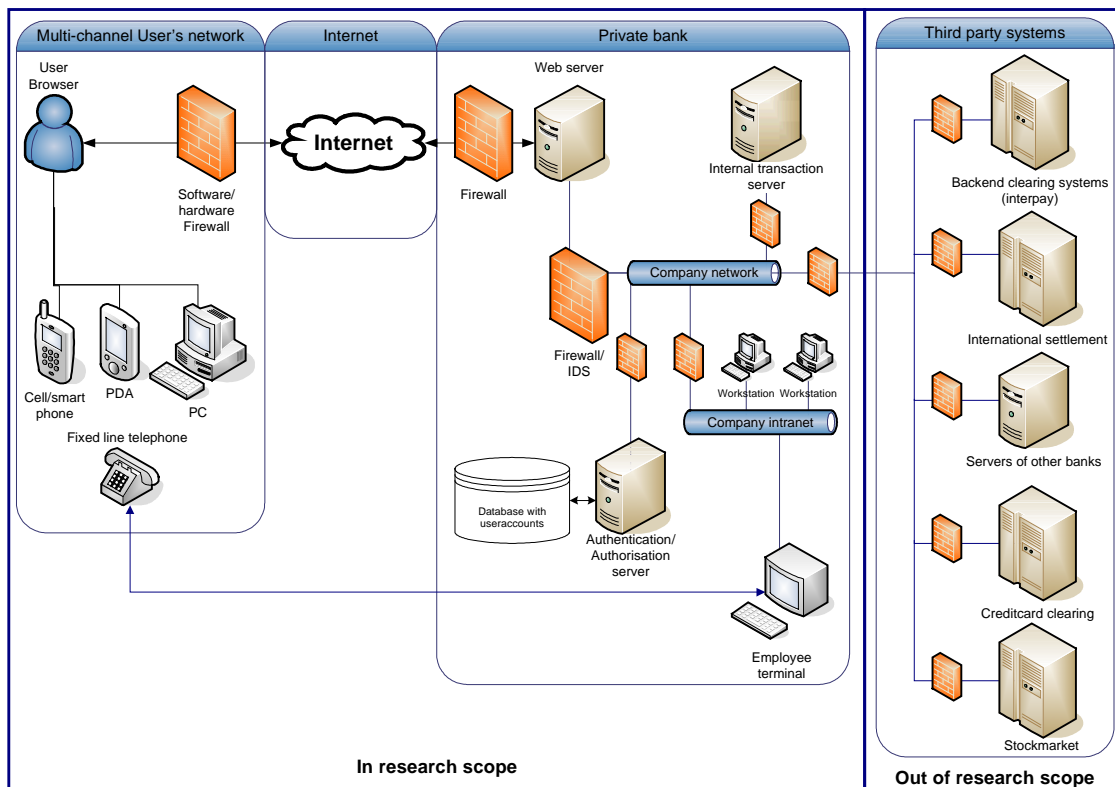 Multi-channel User's network
User
Browser
Software/
hardware
Firewall
Cell/smart
phone
PDA
PC
Fixed line telephone
Internet
Internet
Private bank
Web server
Firewall
Internal transaction
server
Company network
Firewall/
IDS
Workstation
Workstation
Company intranet
Database with
useraccounts
Authentication/
Authorisation
server
Employee
terminal
Third party systems
Backend clearing systems
(interpay)
International settlement
Servers of other banks
Creditcard clearing
Stockmarket
In research scope
Out of research scope